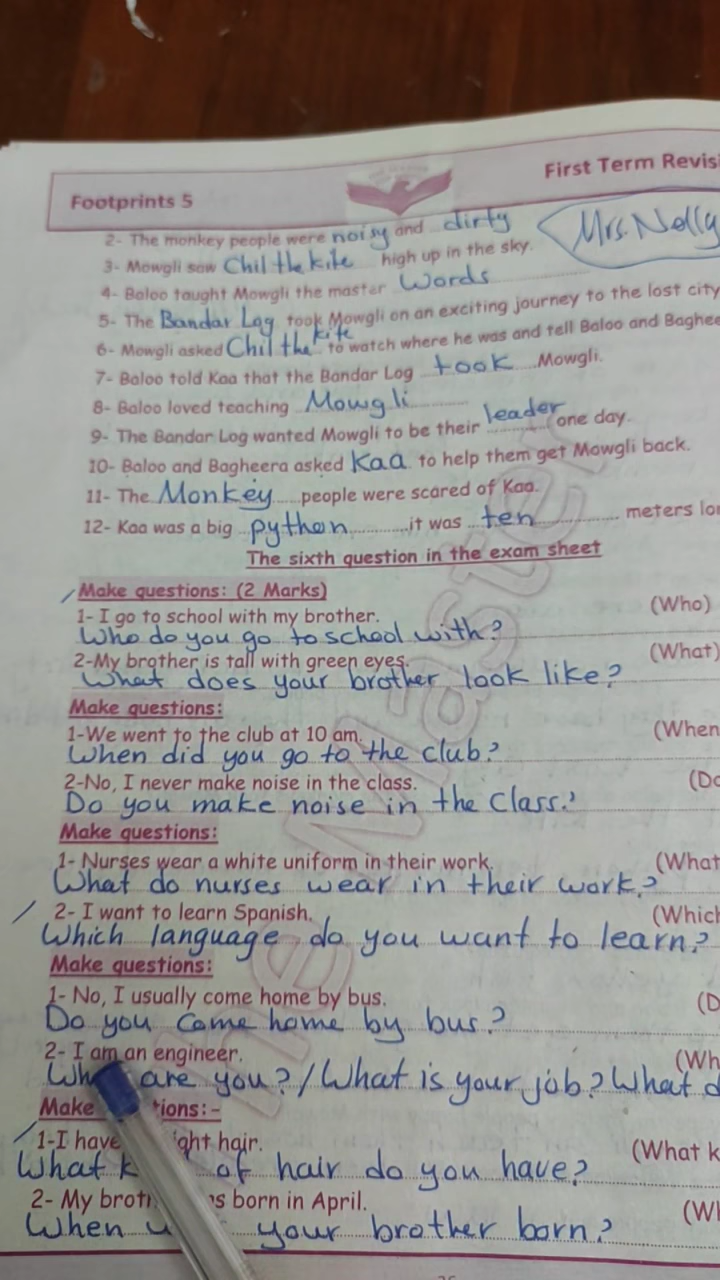 First Term Revis
Footprints 5
Mrs. Nelly
2- The monkey people were noisy and dirty
3- Mowgli saw Chil the kite high up in the sky.
4- Baloo taught Mowgli the master words
5- The Bandar Log took Mowgli on an exciting journey to the lost city
6- Mowgli asked Chil the kite to watch where he was and tell Baloo and Baghee
7- Baloo told Kaa that the Bandar Log took Mowgli.
8- Baloo loved teaching Mowgli
9- The Bandar Log wanted Mowgli to be their leader one day.
10- Baloo and Bagheera asked Kaa to help them get Mowgli back.
11- The Monkey people were scared of Kaa.
12- Kaa was a big python it was ten meters lon
The sixth question in the exam sheet
Make questions: (2 Marks)
1- I go to school with my brother. (Who)
Who do you go to school with?
2-My brother is tall with green eyes. (What)
What does your brother look like?
Make questions:
1-We went to the club at 10 am. (When
When did you go to the club?
2-No, I never make noise in the class. (Do
Do you make noise in the class?
Make questions:
1- Nurses wear a white uniform in their work. (What
What do nurses wear in their work?
2- I want to learn Spanish. (Which
Which language do you want to learn?
Make questions:
1- No, I usually come home by bus. (D
Do you come home by bus?
2- I am an engineer. (Wh
are you? / What is your job? What d
Make tions:-
1-I have ght hair. (What k
What k of hair do you have?
2- My brot s born in April. (Wh
When your brother born?
The Master